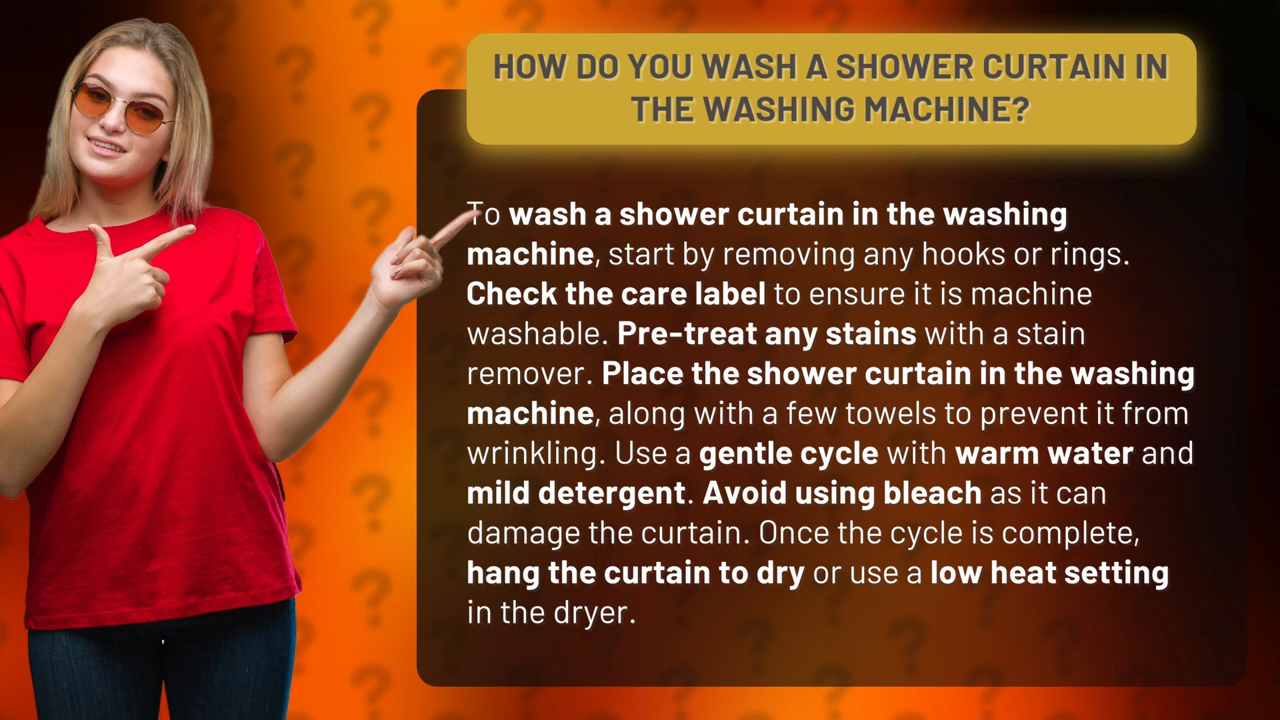 HOW DO YOU WASH A SHOWER CURTAIN IN
THE WASHING MACHINE?
To wash a shower curtain in the washing
machine, start by removing any hooks or rings.
Check the care label to ensure it is machine
washable. Pre-treat any stains with a stain
remover. Place the shower curtain in the washing
machine, along with a few towels to prevent it from
wrinkling. Use a gentle cycle with warm water and
mild detergent. Avoid using bleach as it can
damage the curtain. Once the cycle is complete,
hang the curtain to dry or use a low heat setting
in the dryer.